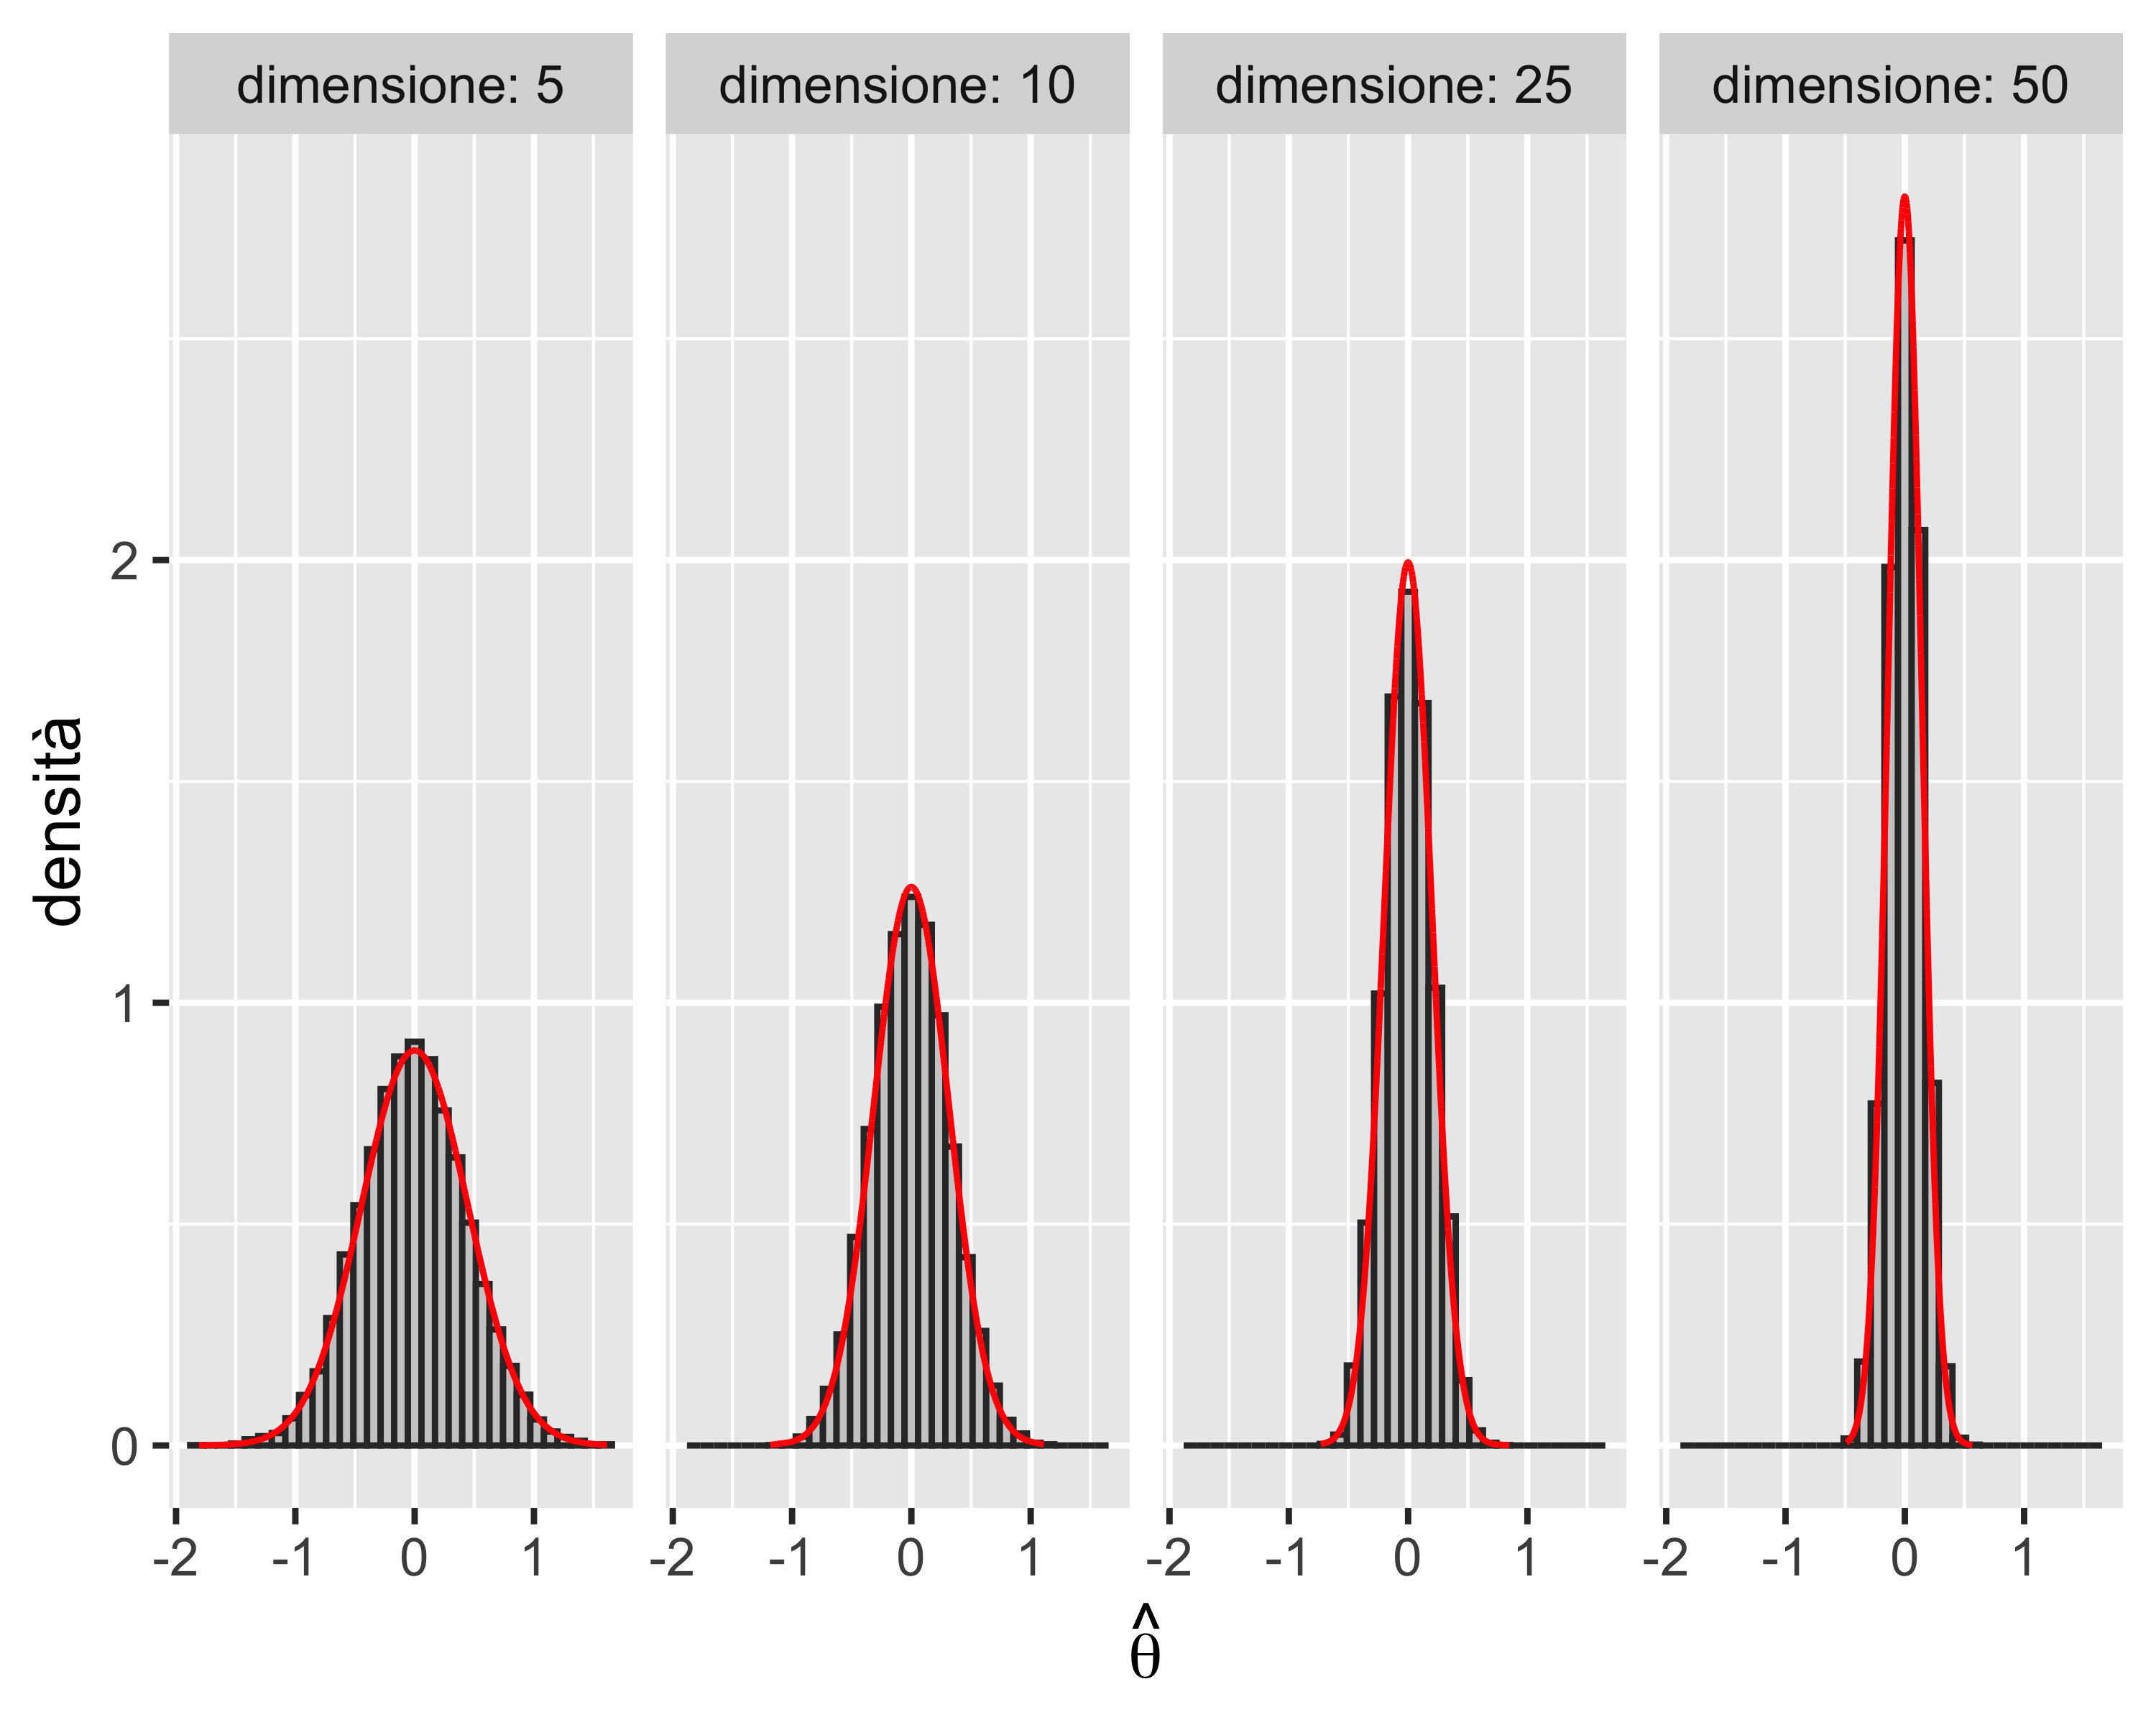 dimensione: 5
dimensione: 10
dimensione: 25
dimensione: 50
densità
2
1
0
-2 -1 0 1
-2 -1 0 1
-2 -1 0 1
-2 -1 0 1
θ̂